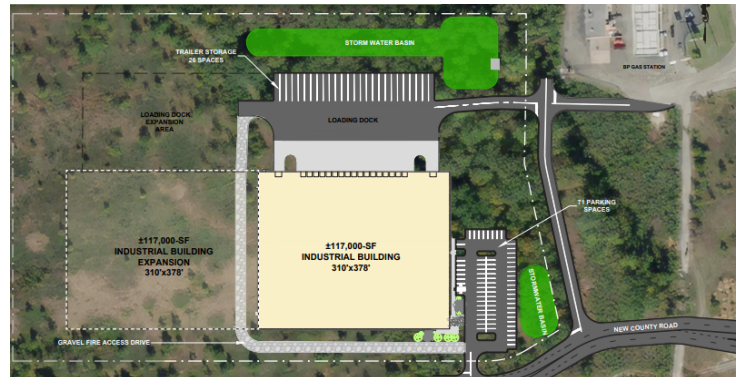 STORM WATER BASIN
TRAILER STORAGE
26 SPACES
BP GAS STATION
LOADING DOCK
EXPANSION
AREA
LOADING DOCK
71 PARKING
SPACES
±117,000-SF
INDUSTRIAL BUILDING
EXPANSION
310'x378'
±117,000-SF
INDUSTRIAL BUILDING
310'x378'
STORMWATER BASIN
NEW COUNTY ROAD
GRAVEL FIRE ACCESS DRIVE